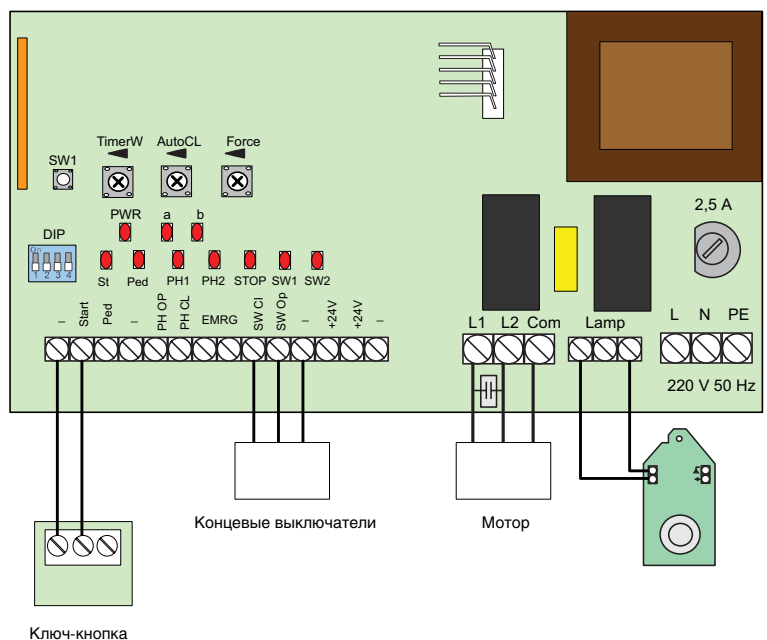 TimerW AutoCL Force
SW1
PWR a b
2,5 A
DIP
On
1 2 3 4
St Ped PH1 PH2 STOP SW1 SW2
– Start Ped – PH OP PH CL EMRG SW Cl SW Op – +24V +24V –
L1 L2 Com
Lamp
L N PE
220 V 50 Hz
Концевые выключатели
Мотор
Ключ-кнопка